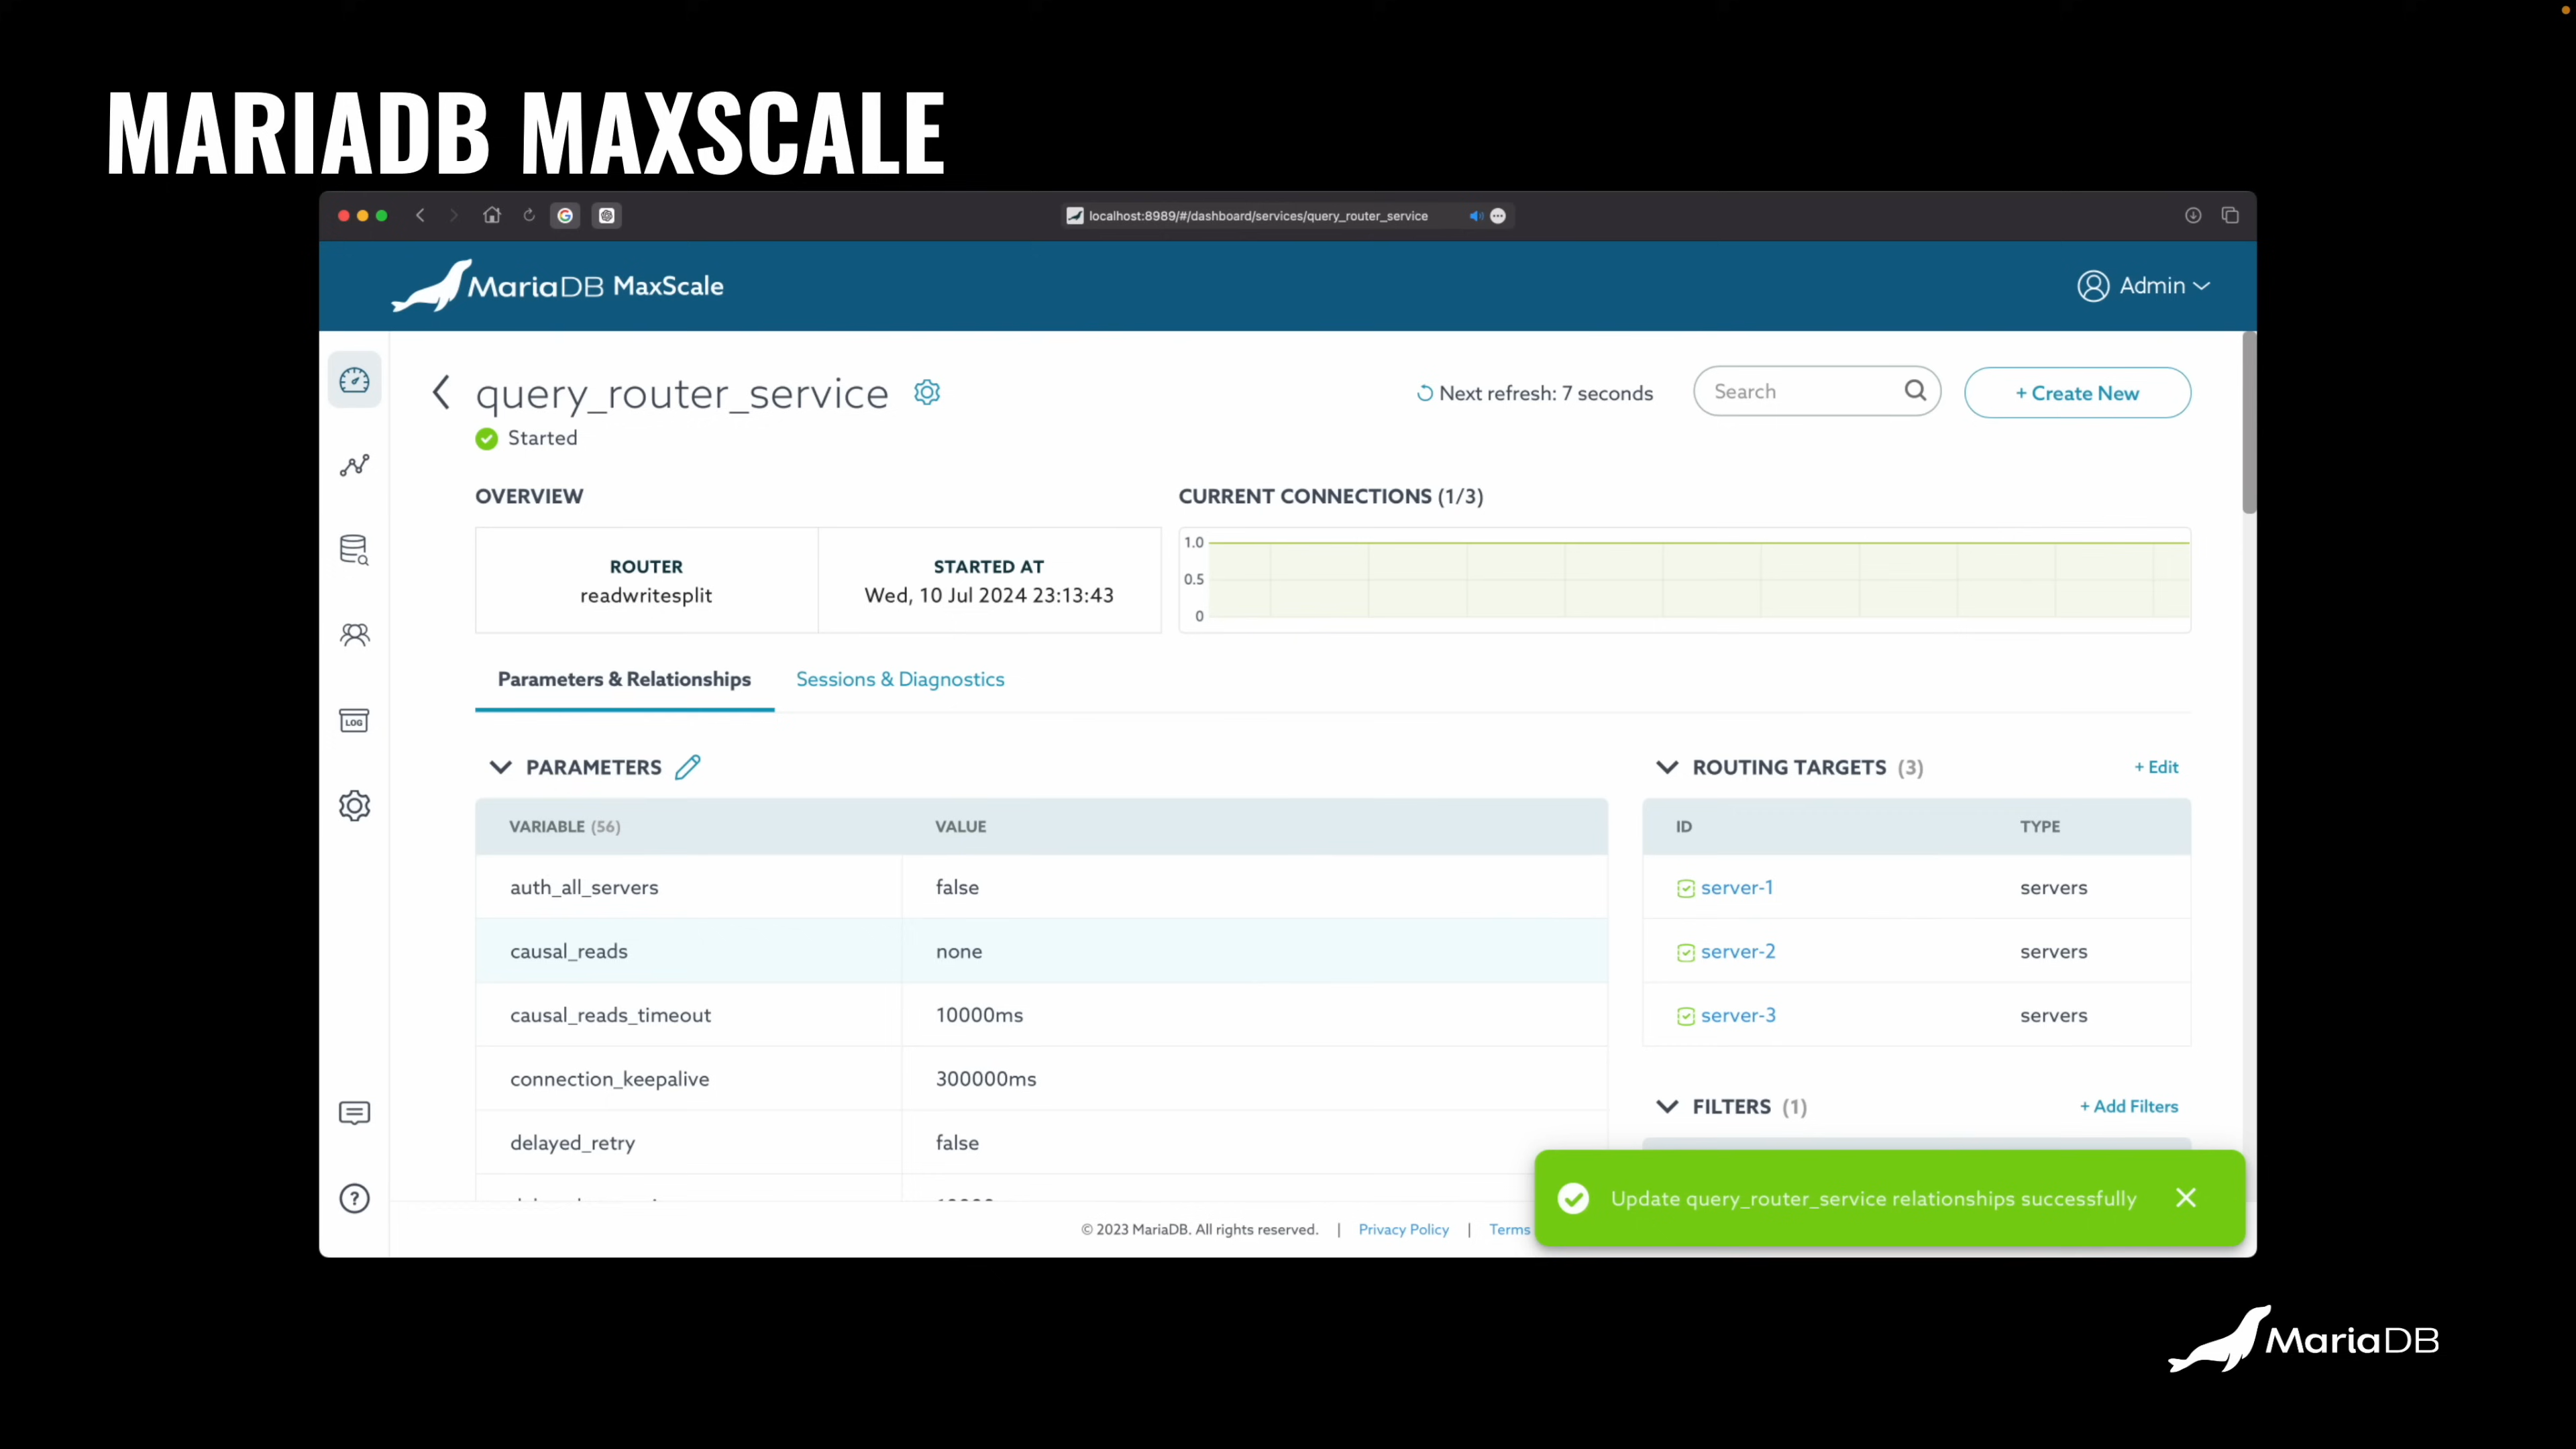 MARIADB MAXSCALE
localhost:8989/#/dashboard/services/query_router_service
MariaDB MaxScale
Admin
query_router_service
Next refresh: 7 seconds
Search
+ Create New
Started
OVERVIEW
CURRENT CONNECTIONS (1/3)
ROUTER
readwritesplit
STARTED AT
Wed, 10 Jul 2024 23:13:43
1.0
0.5
0
Parameters & Relationships
Sessions & Diagnostics
PARAMETERS
VARIABLE (56) VALUE
auth_all_servers false
causal_reads none
causal_reads_timeout 10000ms
connection_keepalive 300000ms
delayed_retry false
ROUTING TARGETS (3)
+ Edit
ID TYPE
server-1 servers
server-2 servers
server-3 servers
FILTERS (1)
+ Add Filters
LOG
?
Update query_router_service relationships successfully
© 2023 MariaDB. All rights reserved. | Privacy Policy | Terms
MariaDB